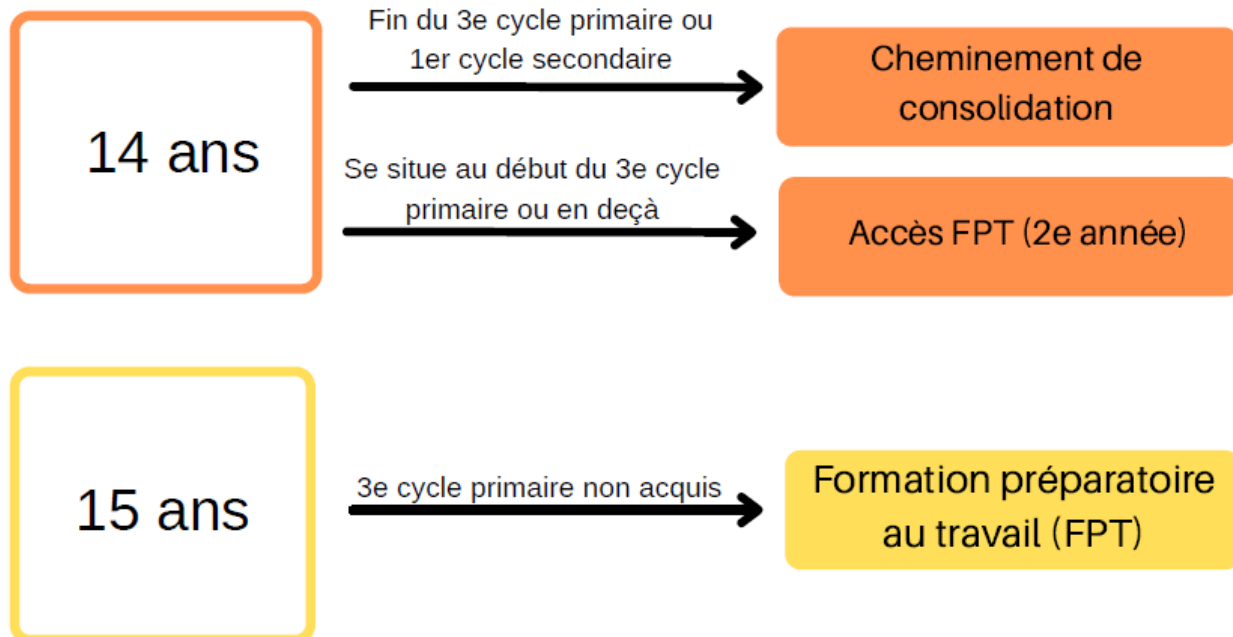 14 ans
Fin du 3e cycle primaire ou
1er cycle secondaire
Cheminement de
consolidation
Se situe au début du 3e cycle
primaire ou en deçà
Accès FPT (2e année)
15 ans
3e cycle primaire non acquis
Formation préparatoire
au travail (FPT)